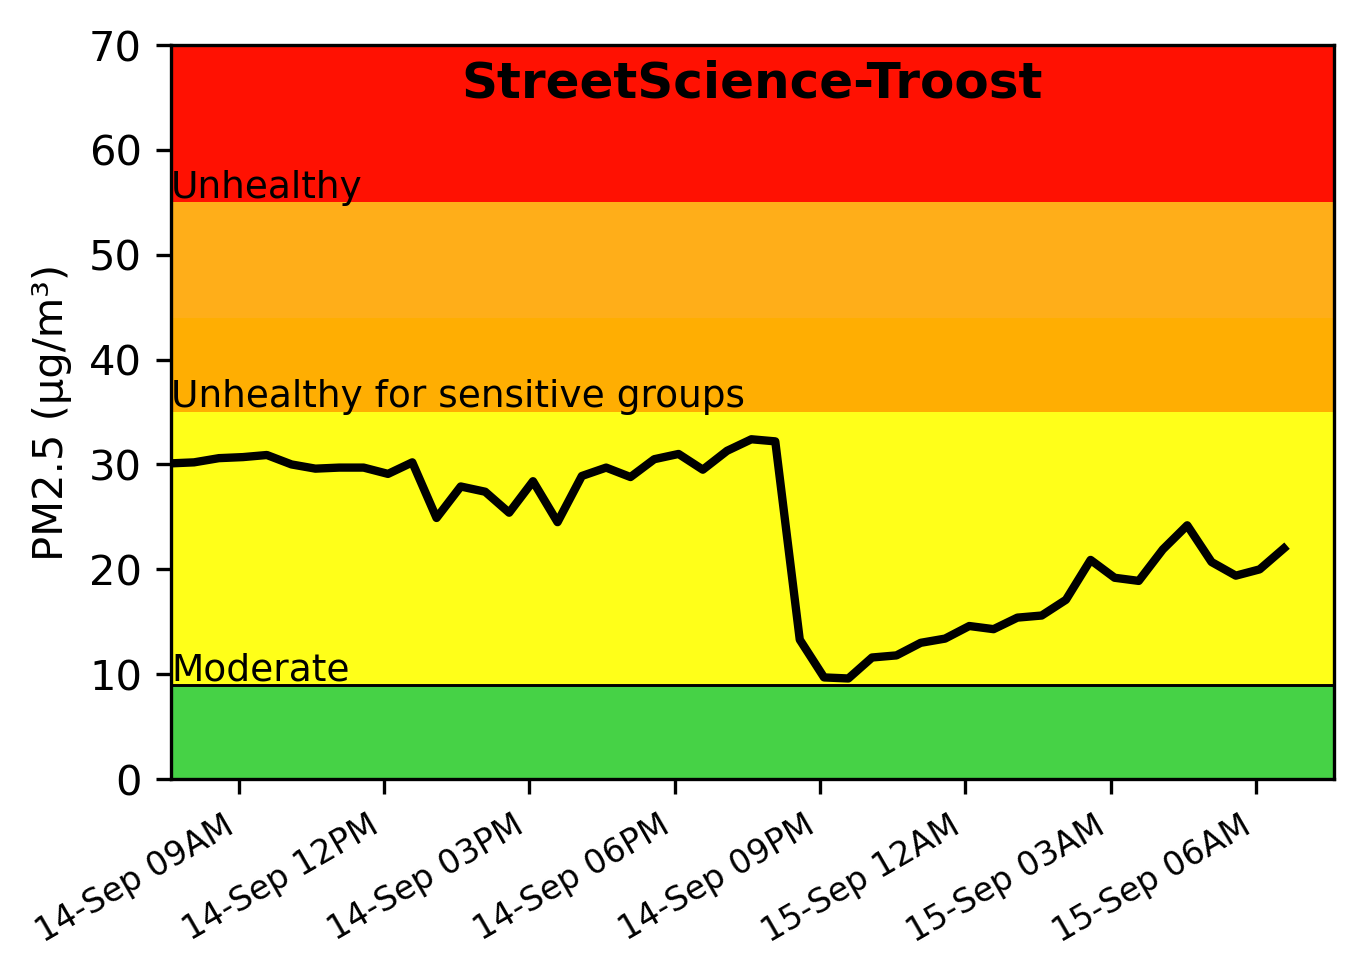 StreetScience-Troost
70
60
50
40
30
20
10
0
PM2.5 (µg/m³)
Unhealthy
Unhealthy for sensitive groups
Moderate
14-Sep 09AM
14-Sep 12PM
14-Sep 03PM
14-Sep 06PM
14-Sep 09PM
15-Sep 12AM
15-Sep 03AM
15-Sep 06AM